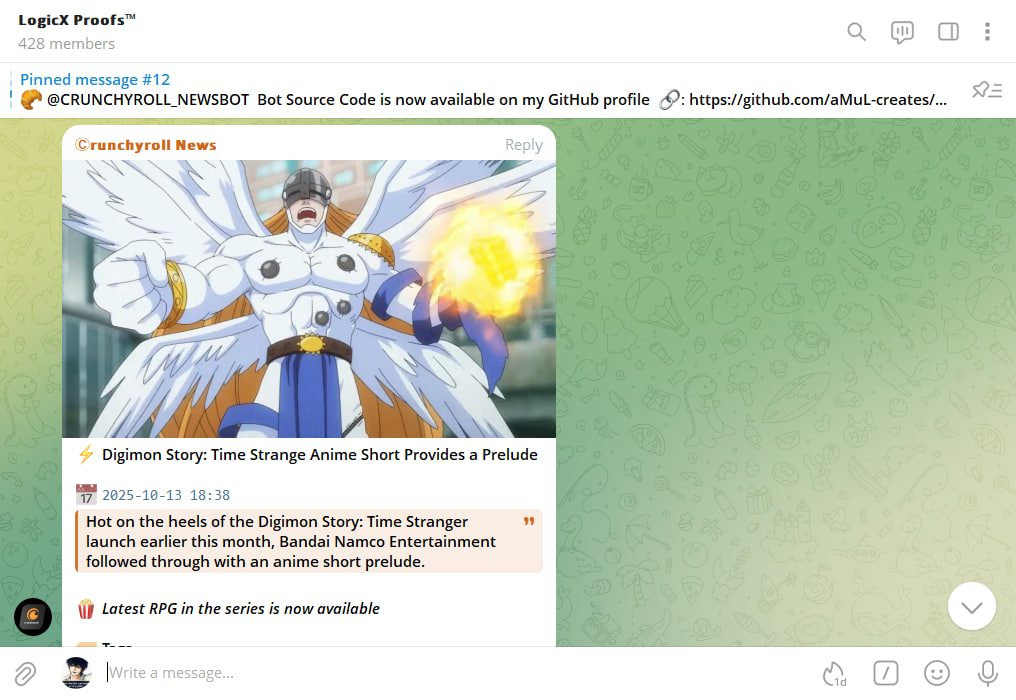 LogicX Proofs™
428 members
Pinned message #12
@CRUNCHYROLL_NEWSBOT Bot Source Code is now available on my GitHub profile 🔗: https://github.com/aMuL-creates/...
Ⓒrunchyroll News
Reply
⚡ Digimon Story: Time Strange Anime Short Provides a Prelude
17
2025-10-13 18:38
Hot on the heels of the Digimon Story: Time Stranger
launch earlier this month, Bandai Namco Entertainment
followed through with an anime short prelude.
Latest RPG in the series is now available
Write a message...
1d